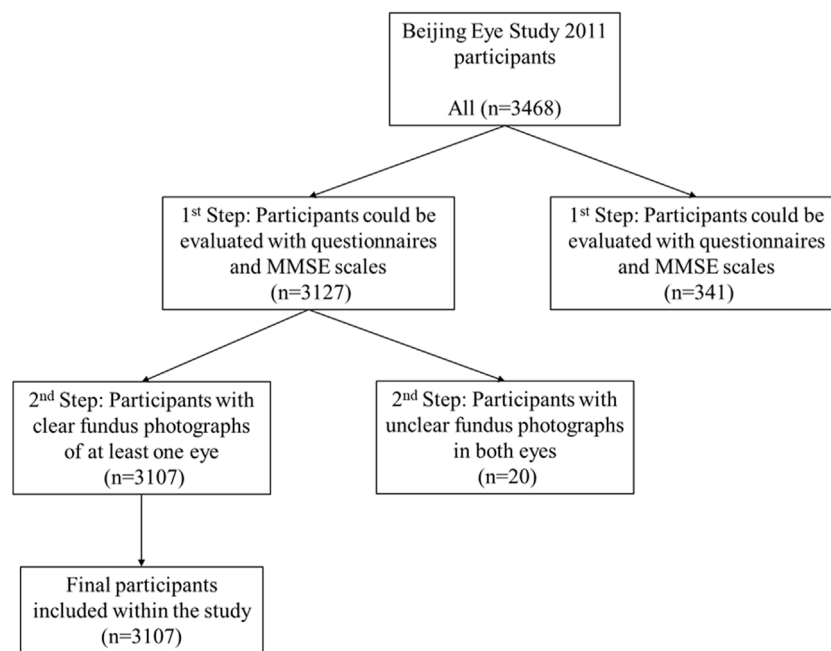 Beijing Eye Study 2011
participants
All (n=3468)
1st Step: Participants could be
evaluated with questionnaires
and MMSE scales
(n=3127)
1st Step: Participants could be
evaluated with questionnaires
and MMSE scales
(n=341)
2nd Step: Participants with
clear fundus photographs
of at least one eye
(n=3107)
2nd Step: Participants with
unclear fundus photographs
in both eyes
(n=20)
Final participants
included within the study
(n=3107)